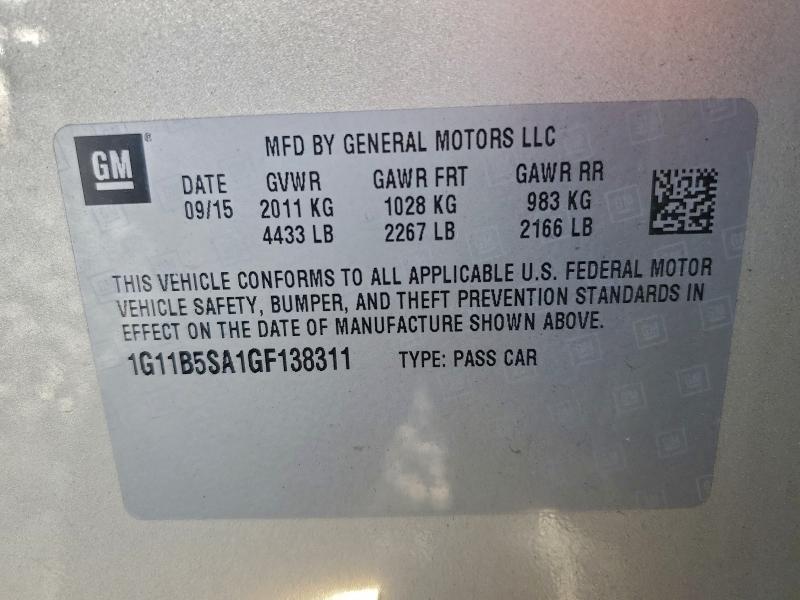 GM®
MFD BY GENERAL MOTORS LLC
DATE GVWR GAWR FRT GAWR RR
09/15 2011 KG 1028 KG 983 KG
4433 LB 2267 LB 2166 LB
THIS VEHICLE CONFORMS TO ALL APPLICABLE U.S. FEDERAL MOTOR
VEHICLE SAFETY, BUMPER, AND THEFT PREVENTION STANDARDS IN
EFFECT ON THE DATE OF MANUFACTURE SHOWN ABOVE.
1G11B5SA1GF138311 TYPE: PASS CAR